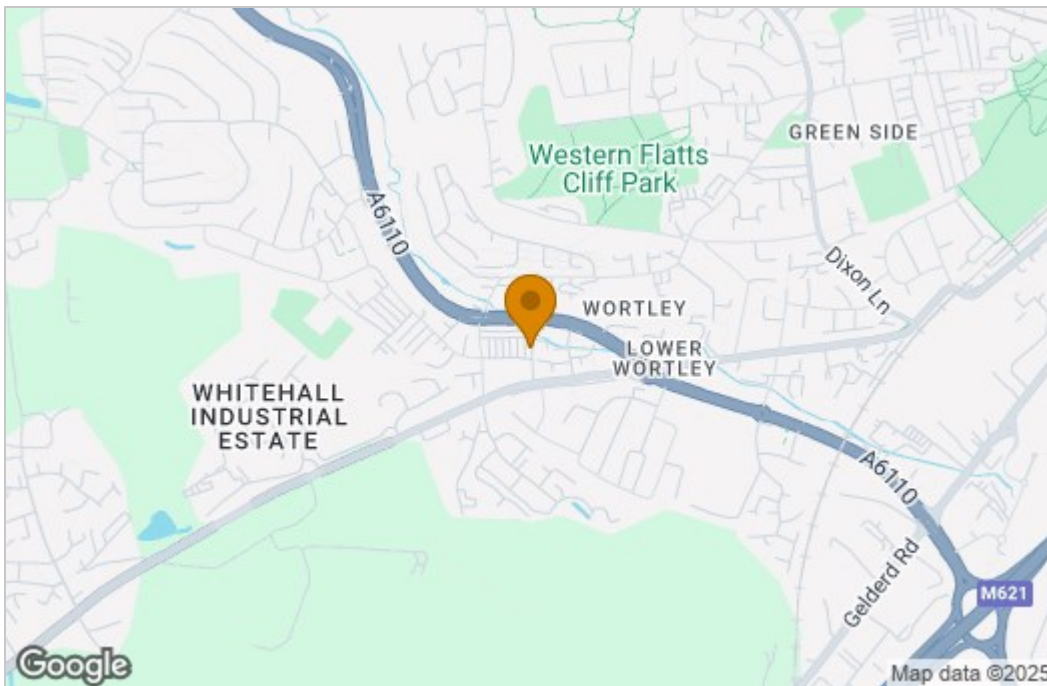 GREEN SIDE
Western Flatts
Cliff Park
A6110
Dixon Ln
WORTLEY
LOWER
WORTLEY
WHITEHALL
INDUSTRIAL
ESTATE
A6110
Gelderd Rd
M621
Google
Map data ©2025